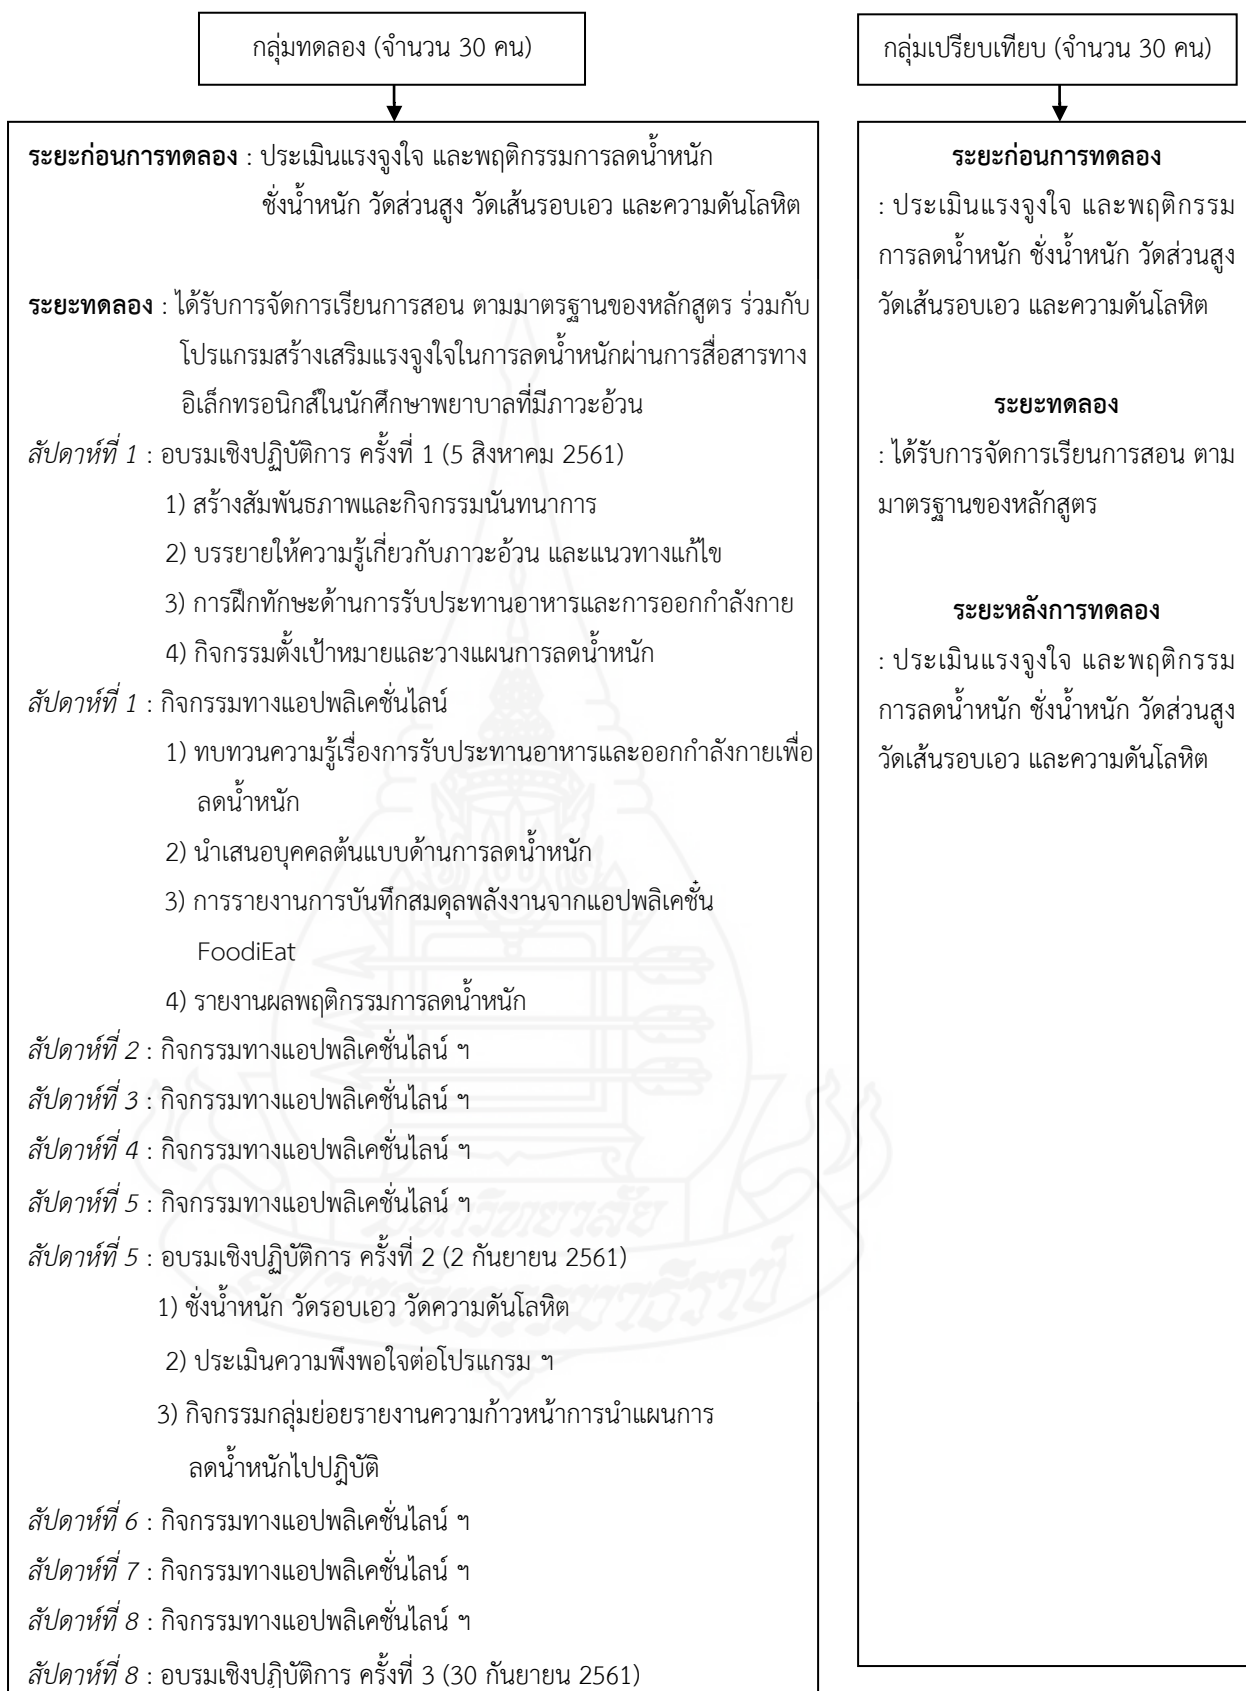 กลุ่มทดลอง (จำนวน 30 คน)
ระยะก่อนการทดลอง : ประเมินแรงจูงใจ และพฤติกรรมการลดน้ำหนัก
ชั่งน้ำหนัก วัดส่วนสูง วัดเส้นรอบเอว และความดันโลหิต
ระยะทดลอง : ได้รับการจัดการเรียนการสอน ตามมาตรฐานของหลักสูตร ร่วมกับ
โปรแกรมสร้างเสริมแรงจูงใจในการลดน้ำหนักผ่านการสื่อสารทาง
อิเล็กทรอนิกส์ในนักศึกษาพยาบาลที่มีภาวะอ้วน
สัปดาห์ที่ 1 : อบรมเชิงปฏิบัติการ ครั้งที่ 1 (5 สิงหาคม 2561)
1) สร้างสัมพันธภาพและกิจกรรมนันทนาการ
2) บรรยายให้ความรู้เกี่ยวกับภาวะอ้วน และแนวทางแก้ไข
3) การฝึกทักษะด้านการรับประทานอาหารและการออกกำลังกาย
4) กิจกรรมตั้งเป้าหมายและวางแผนการลดน้ำหนัก
สัปดาห์ที่ 1 : กิจกรรมทางแอปพลิเคชั่นไลน์
1) ทบทวนความรู้เรื่องการรับประทานอาหารและออกกำลังกายเพื่อ
ลดน้ำหนัก
2) นำเสนอบุคคลต้นแบบด้านการลดน้ำหนัก
3) การรายงานการบันทึกสมดุลพลังงานจากแอปพลิเคชั่น
FoodiEat
4) รายงานผลพฤติกรรมการลดน้ำหนัก
สัปดาห์ที่ 2 : กิจกรรมทางแอปพลิเคชั่นไลน์ ฯ
สัปดาห์ที่ 3 : กิจกรรมทางแอปพลิเคชั่นไลน์ ฯ
สัปดาห์ที่ 4 : กิจกรรมทางแอปพลิเคชั่นไลน์ ฯ
สัปดาห์ที่ 5 : กิจกรรมทางแอปพลิเคชั่นไลน์ ฯ
สัปดาห์ที่ 5 : อบรมเชิงปฏิบัติการ ครั้งที่ 2 (2 กันยายน 2561)
1) ชั่งน้ำหนัก วัดรอบเอว วัดความดันโลหิต
2) ประเมินความพึงพอใจต่อโปรแกรม ฯ
3) กิจกรรมกลุ่มย่อยรายงานความก้าวหน้าการนำแผนการ
ลดน้ำหนักไปปฏิบัติ
สัปดาห์ที่ 6 : กิจกรรมทางแอปพลิเคชั่นไลน์ ฯ
สัปดาห์ที่ 7 : กิจกรรมทางแอปพลิเคชั่นไลน์ ฯ
สัปดาห์ที่ 8 : กิจกรรมทางแอปพลิเคชั่นไลน์ ฯ
สัปดาห์ที่ 8 : อบรมเชิงปฏิบัติการ ครั้งที่ 3 (30 กันยายน 2561)
กลุ่มเปรียบเทียบ (จำนวน 30 คน)
ระยะก่อนการทดลอง
: ประเมินแรงจูงใจ และพฤติกรรม
การลดน้ำหนัก ชั่งน้ำหนัก วัดส่วนสูง
วัดเส้นรอบเอว และความดันโลหิต
ระยะทดลอง
: ได้รับการจัดการเรียนการสอน ตาม
มาตรฐานของหลักสูตร
ระยะหลังการทดลอง
: ประเมินแรงจูงใจ และพฤติกรรม
การลดน้ำหนัก ชั่งน้ำหนัก วัดส่วนสูง
วัดเส้นรอบเอว และความดันโลหิต
มหาวิทยาลัย
สุโขทัยธรรมาธิราช